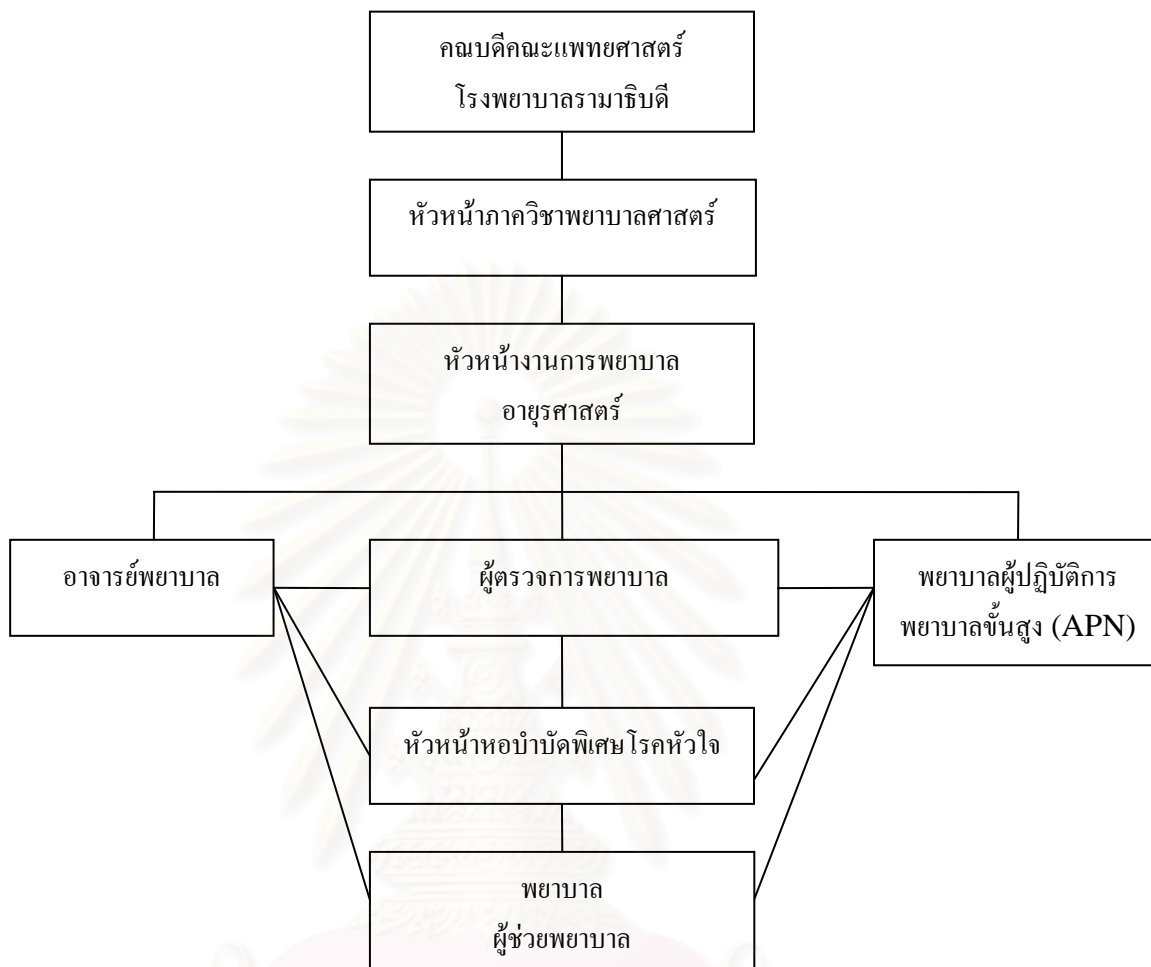 คณบดีคณะแพทยศาสตร์
โรงพยาบาลรามาธิบดี
หัวหน้าภาควิชาพยาบาลศาสตร์
หัวหน้างานการพยาบาล
อายุรศาสตร์
อาจารย์พยาบาล
ผู้ตรวจการพยาบาล
พยาบาลผู้ปฏิบัติการ
พยาบาลขั้นสูง (APN)
หัวหน้าหอบำบัดพิเศษโรคหัวใจ
พยาบาล
ผู้ช่วยพยาบาล